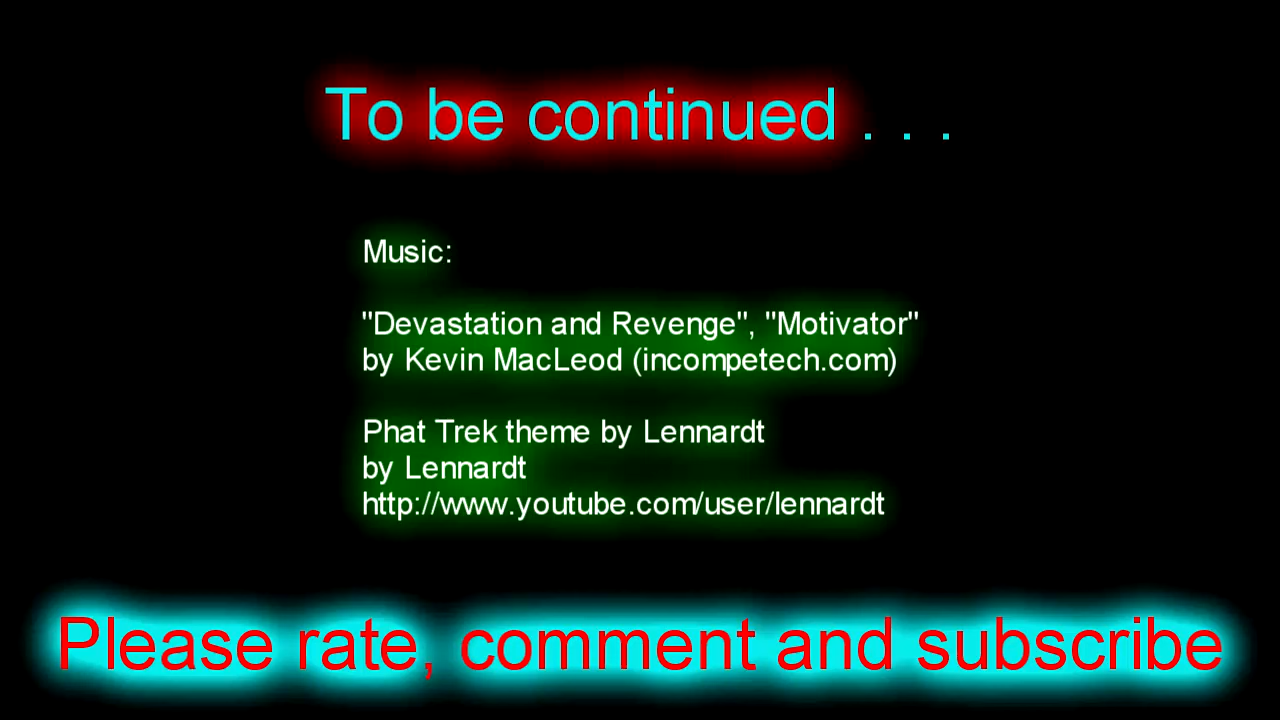 To be continued . . .
Music:
"Devastation and Revenge", "Motivator"
by Kevin MacLeod (incompetech.com)
Phat Trek theme by Lennardt
by Lennardt
http://www.youtube.com/user/lennardt
Please rate, comment and subscribe